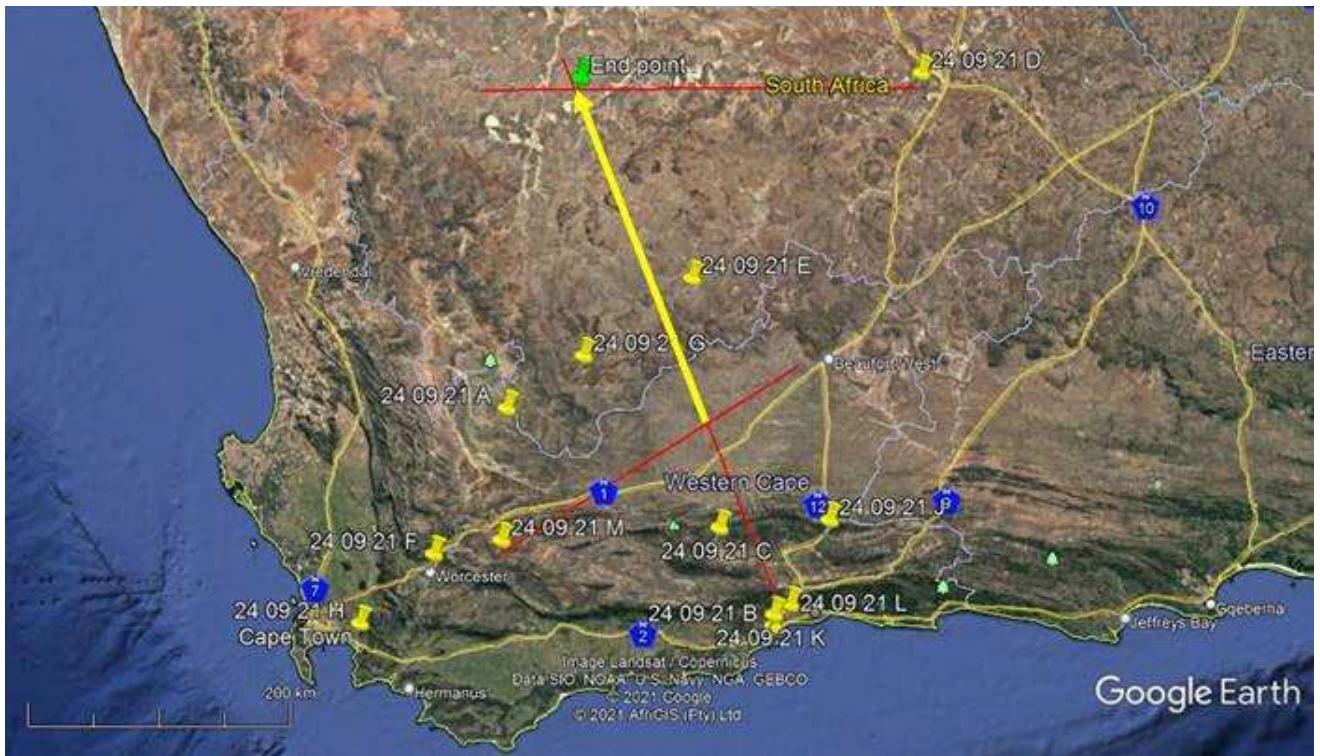 End point
24 09 21 D
South Africa
10
24 09 21 E
Vredendal
24 09 21 G
Beaufort West
Eastern
24 09 21 A
Western Cape
N
1
N
12
24 09 21 J
9
24 09 21 M
24 09 21 F
24 09 21 C
Worcester
N
7
24 09 21 H
24 09 21 B
24 09 21 L
Cape Town
24 09 21 K
N
2
Gqeberha
Jeffreys Bay
Image Landsat / Copernicus
Data SIO, NOAA, U.S. Navy, NGA, GEBCO
© 2021 Google
© 2021 AfriGIS (Pty) Ltd.
200 km
Hermanus
Google Earth